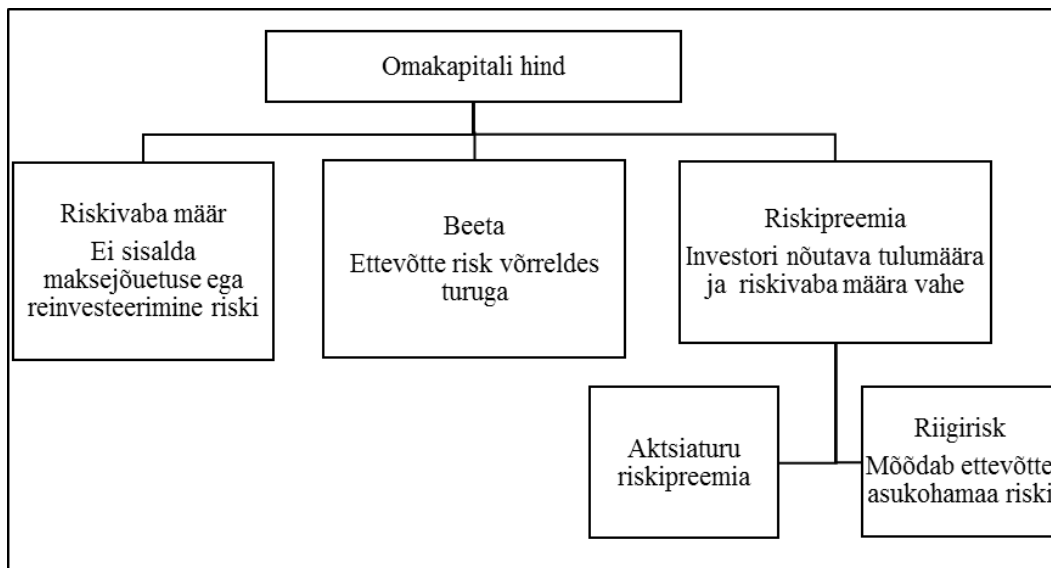 Omakapitali hind
Riskivaba määr
Ei sisalda
maksejõuetuse ega
reinvesteerimine riski
Beeta
Ettevõtte risk võrreldes
turuga
Riskipreemia
Investori nõutava tulumäära
ja riskivaba määra vahe
Aktsiaturu
riskipreemia
Riigirisk
Mõõdab ettevõtte
asukohamaa riski